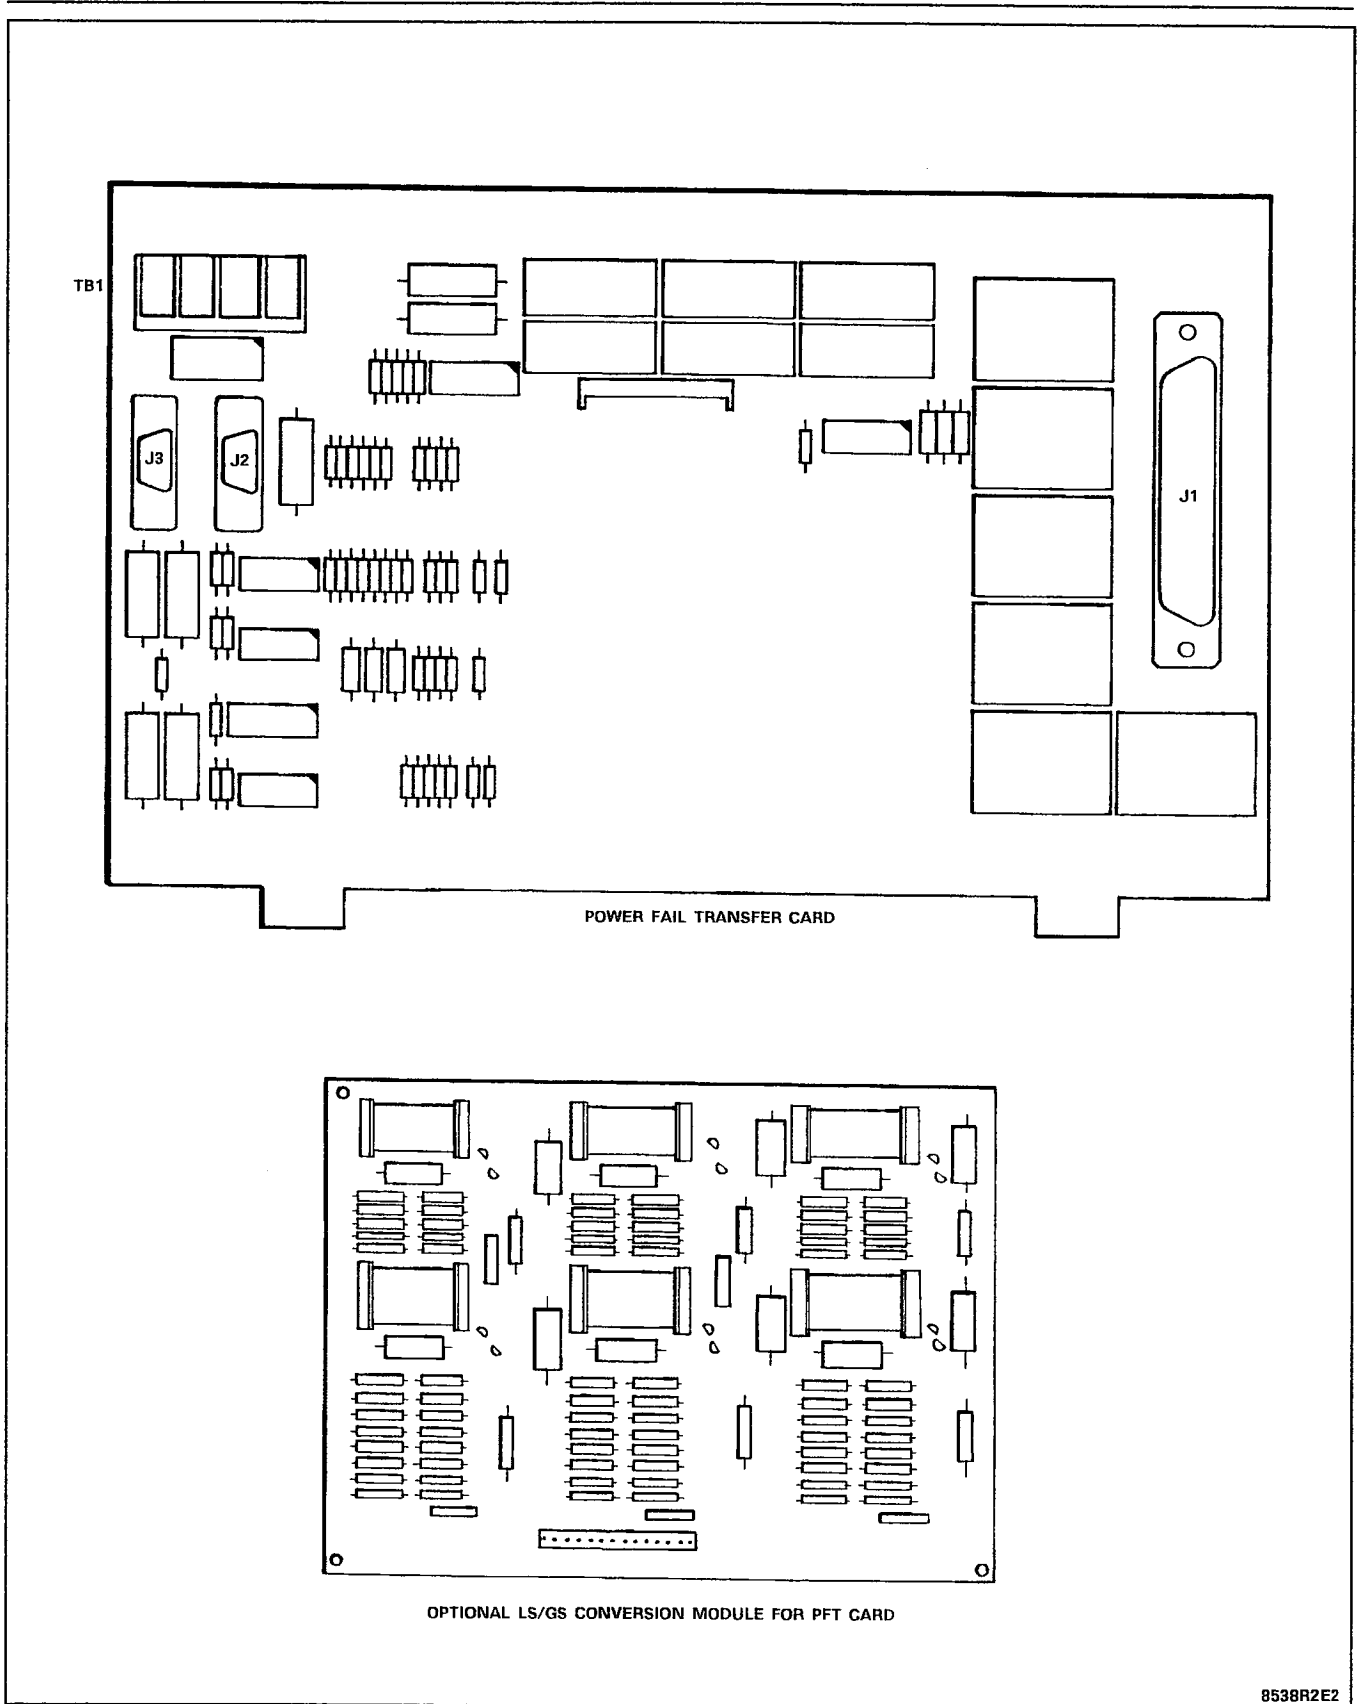 TB1
J3
J2
J1
POWER FAIL TRANSFER CARD
OPTIONAL LS/GS CONVERSION MODULE FOR PFT CARD
8538R2E2